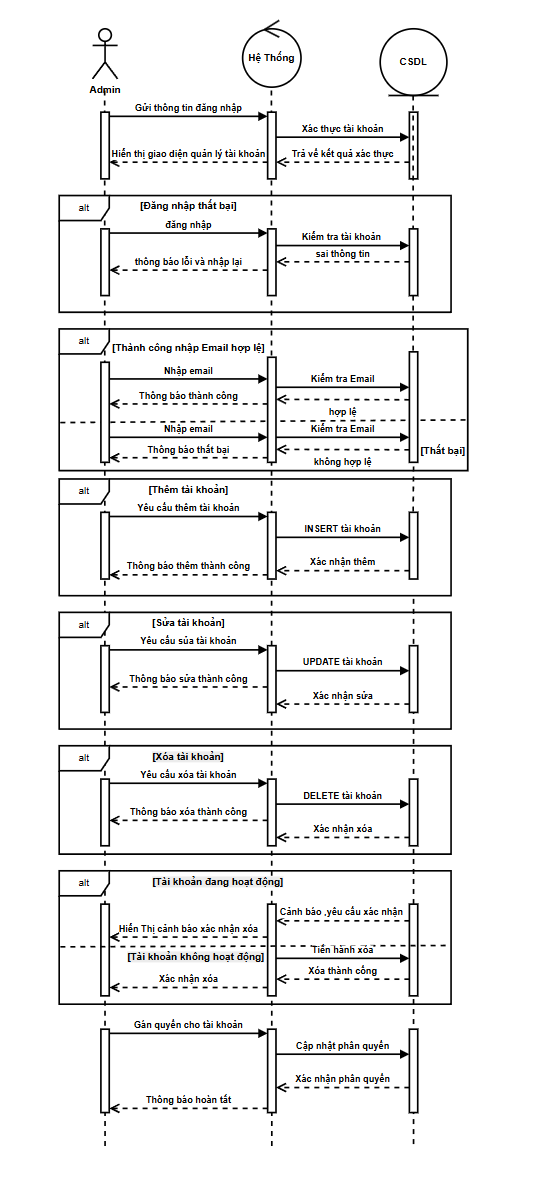 Hệ Thống
CSDL
Admin
Gửi thông tin đăng nhập
Xác thực tài khoản
Hiển thị giao diện quản lý tài khoản
Trả về kết quả xác thực
alt
[Đăng nhập thất bại]
đăng nhập
Kiểm tra tài khoản
sai thông tin
thông báo lỗi và nhập lại
alt
[Thành công nhập Email hợp lệ]
Nhập email
Kiểm tra Email
Thông báo thành công
hợp lệ
Nhập email
Kiểm tra Email
Thông báo thất bại
[Thất bại]
không hợp lệ
alt
[Thêm tài khoản]
Yêu cầu thêm tài khoản
INSERT tài khoản
Xác nhận thêm
Thông báo thêm thành công
alt
[Sửa tài khoản]
Yêu cầu sủa tài khoản
UPDATE tài khoản
Thông báo sửa thành công
Xác nhận sửa
alt
[Xóa tài khoản]
Yêu cầu xóa tài khoản
DELETE tài khoản
Thông báo xóa thành công
Xác nhận xóa
alt
[Tài khoản đang hoạt động]
Cảnh báo ,yêu cầu xác nhận
Hiển Thị cảnh báo xác nhận xóa
Tiến hành xóa
[Tài khoản không hoạt động]
Xóa thành công
Xác nhận xóa
Gán quyền cho tài khoản
Cập nhật phân quyền
Xác nhận phân quyền
Thông báo hoàn tất